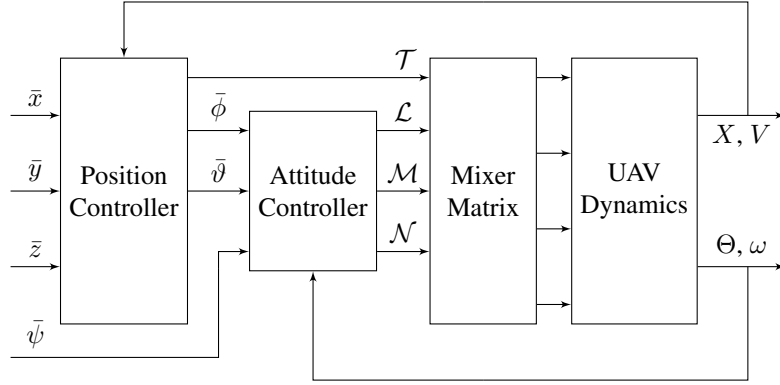 𝒯
x̄
ϕ̄
ℒ
X, V
ȳ
Position
Controller
ϑ̄
Attitude
Controller
ℳ
Mixer
Matrix
UAV
Dynamics
z̄
𝒩
Θ, ω
ψ̄